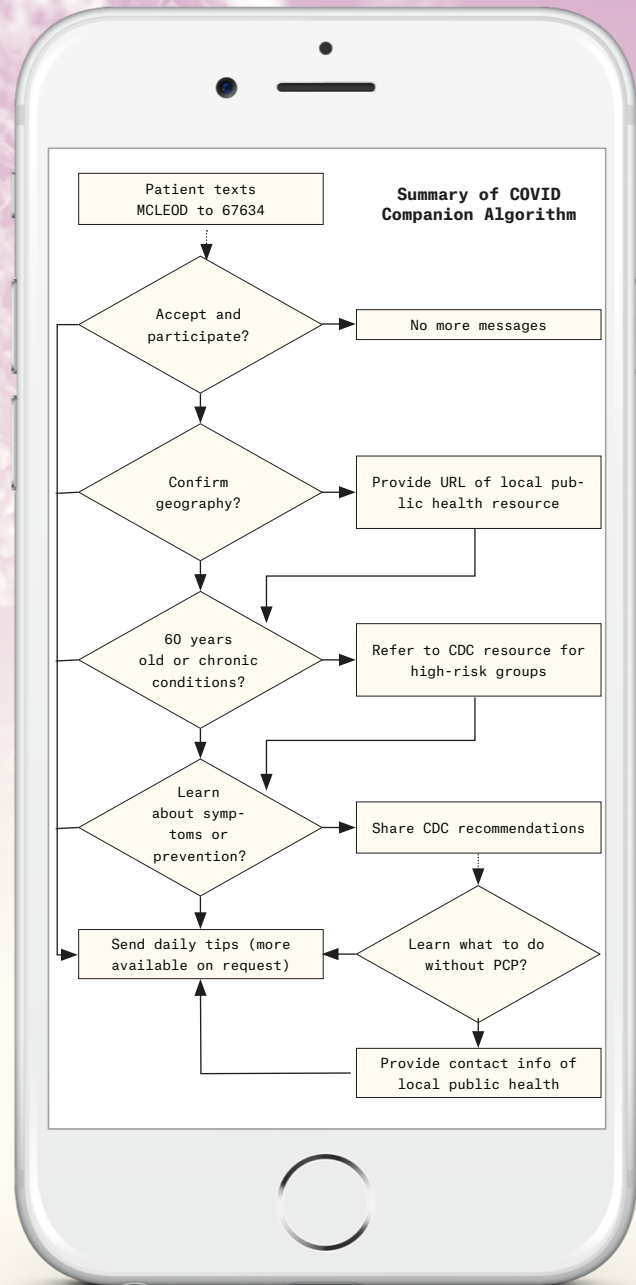 Patient texts
MCLEOD to 67634
Summary of COVID
Companion Algorithm
Accept and
participate?
No more messages
Confirm
geography?
Provide URL of local pub-
lic health resource
60 years
old or chronic
conditions?
Refer to CDC resource for
high-risk groups
Learn
about symp-
toms or
prevention?
Share CDC recommendations
Send daily tips (more
available on request)
Learn what to do
without PCP?
Provide contact info of
local public health